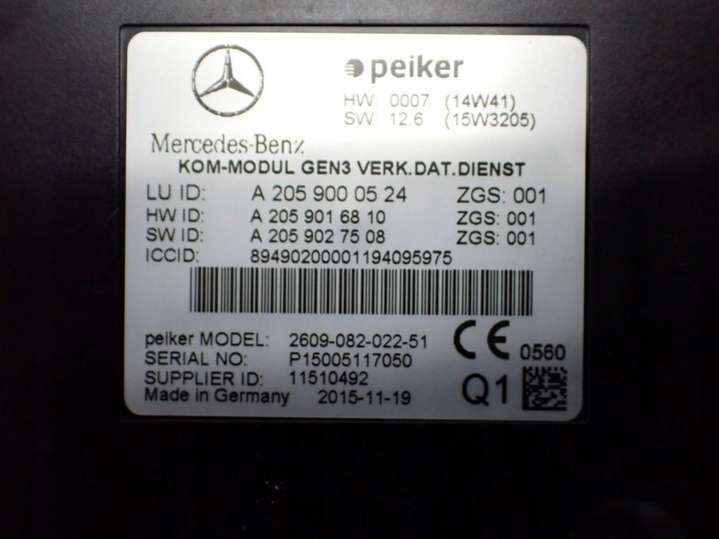 peiker
HW: 0007 (14W41)
SW: 12.6 (15W3205)
Mercedes-Benz
KOM-MODUL GEN3 VERK.DAT.DIENST
LU ID: A 205 900 05 24 ZGS: 001
HW ID: A 205 901 68 10 ZGS: 001
SW ID: A 205 902 75 08 ZGS: 001
ICCID: 89490200001194095975
peiker MODEL: 2609-082-022-51
SERIAL NO: P15005117050
CE 0560
SUPPLIER ID: 11510492
Made in Germany 2015-11-19
Q1